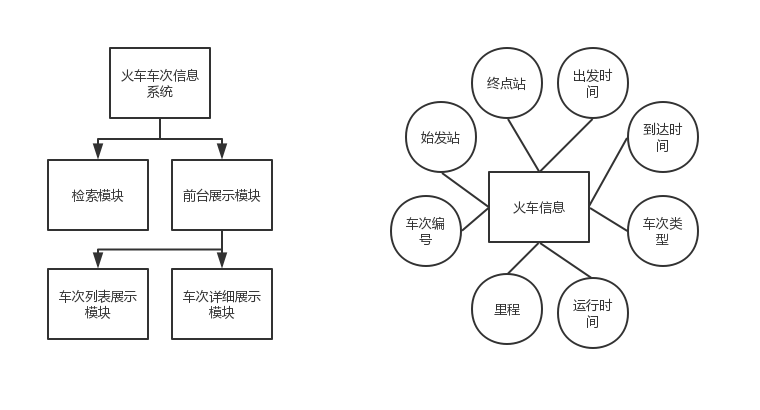 火车车次信息
系统
检索模块
前台展示模块
车次列表展示
模块
车次详细展示
模块
终点站
出发时
间
始发站
到达时
间
火车信息
车次编
号
车次类
型
里程
运行时
间